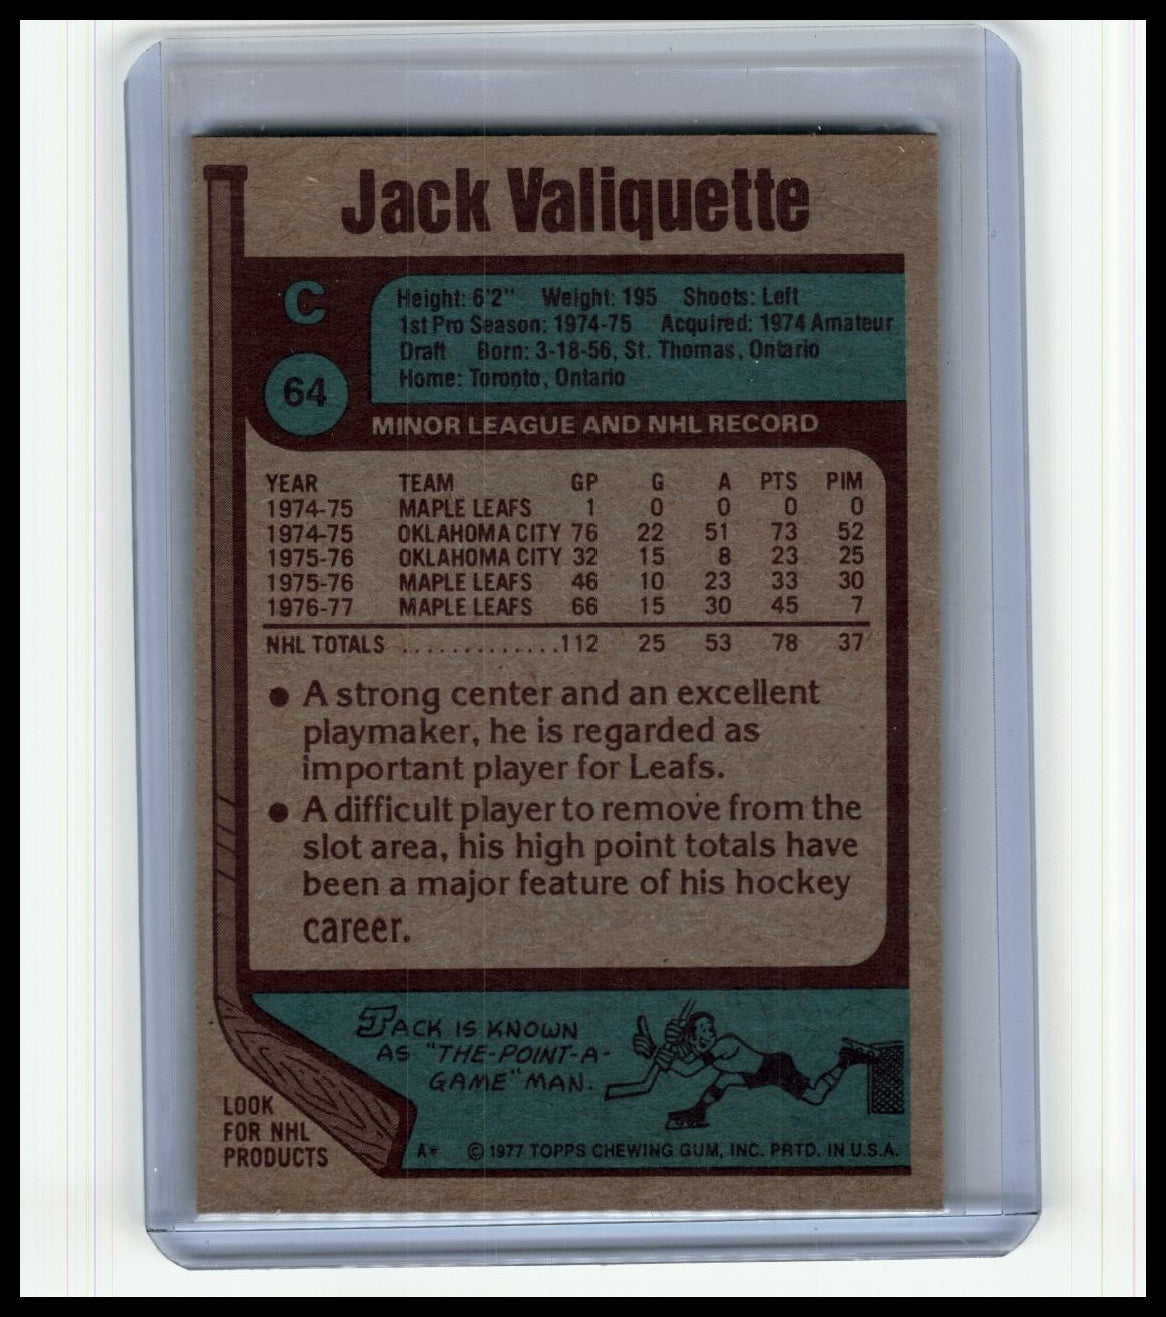 Jack Valiquette
C
64
Height: 6'2" Weight: 195 Shoots: Left
1st Pro Season: 1974-75 Acquired: 1974 Amateur
Draft Born: 3-18-56, St. Thomas, Ontario
Home: Toronto, Ontario
MINOR LEAGUE AND NHL RECORD
YEAR TEAM GP G A PTS PIM
1974-75 MAPLE LEAFS 1 0 0 0 0
1974-75 OKLAHOMA CITY 76 22 51 73 52
1975-76 OKLAHOMA CITY 32 15 8 23 25
1975-76 MAPLE LEAFS 46 10 23 33 30
1976-77 MAPLE LEAFS 66 15 30 45 7
NHL TOTALS .............112 25 53 78 37
● A strong center and an excellent
playmaker, he is regarded as
important player for Leafs.
● A difficult player to remove from the
slot area, his high point totals have
been a major feature of his hockey
career.
JACK IS KNOWN
AS "THE-POINT-A-
GAME" MAN.
LOOK
FOR NHL
PRODUCTS
A* © 1977 TOPPS CHEWING GUM, INC. PRTD. IN U.S.A.